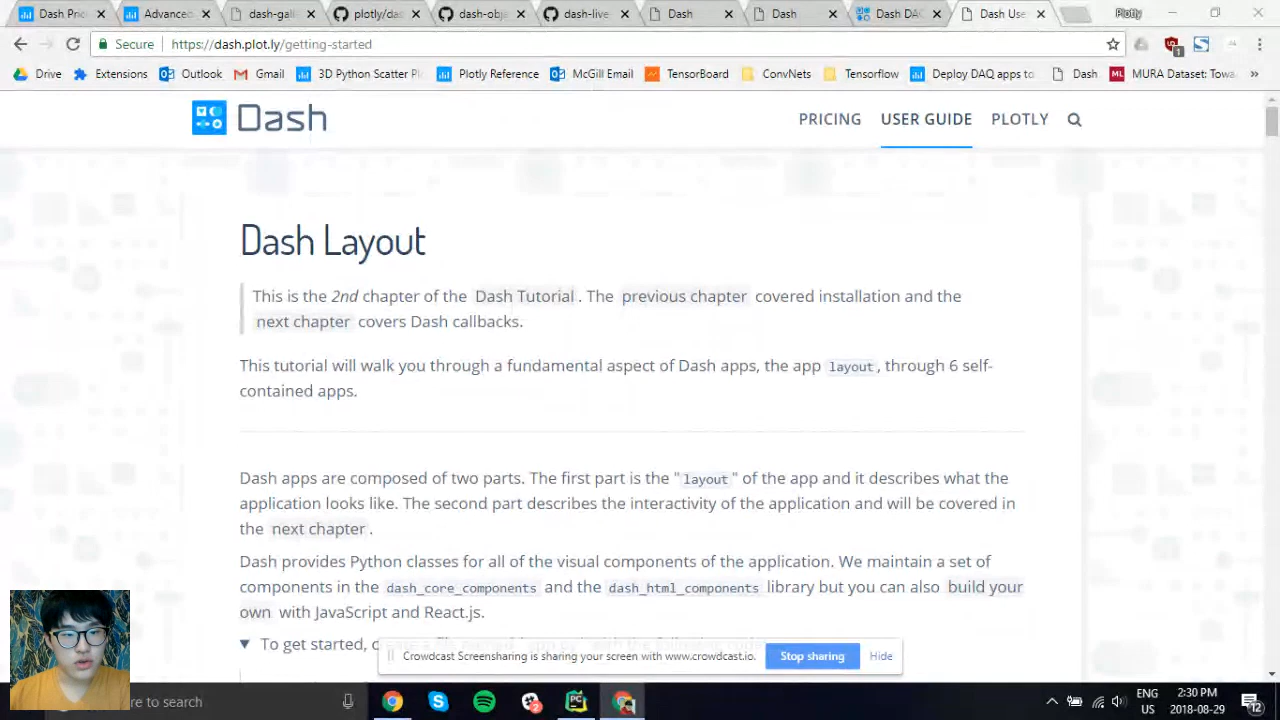 Dash Pri
Advanced
dash-gall
plotly/das
dash-obje
dash-live
Dash
Dash
Dash DAQ
Dash Use
Plotly
Secure
https://dash.plot.ly/getting-started
Drive
Extensions
Outlook
Gmail
3D Python Scatter Pl
Plotly Reference
McGill Email
TensorBoard
ConvNets
Tensorflow
Deploy DAQ apps to
Dash
MURA Dataset: Towa
»
Dash
PRICING
USER GUIDE
PLOTLY
Dash Layout
This is the 2nd chapter of the Dash Tutorial. The previous chapter covered installation and the
next chapter covers Dash callbacks.
This tutorial will walk you through a fundamental aspect of Dash apps, the app layout, through 6 self-
contained apps.
Dash apps are composed of two parts. The first part is the "layout" of the app and it describes what the
application looks like. The second part describes the interactivity of the application and will be covered in
the next chapter.
Dash provides Python classes for all of the visual components of the application. We maintain a set of
components in the dash_core_components and the dash_html_components library but you can also build your
own with JavaScript and React.js.
To get started,
Crowdcast Screensharing is sharing your screen with www.crowdcast.io.
Stop sharing
Hide
re to search
ENG
US
2:30 PM
2018-08-29
12